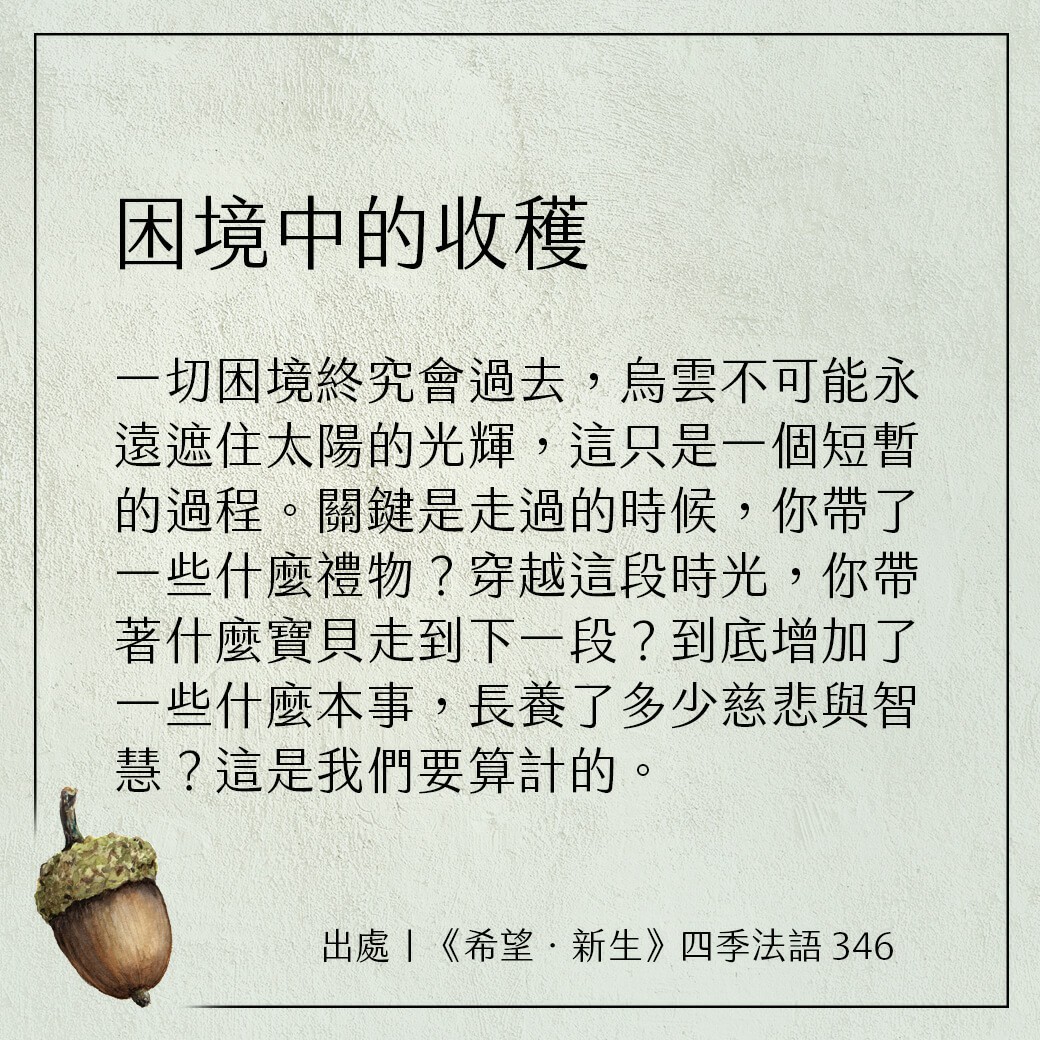 困境中的收穫
一切困境終究會過去，烏雲不可能永
遠遮住太陽的光輝，這只是一個短暫
的過程。關鍵是走過的時候，你帶了
一些什麼禮物？穿越這段時光，你帶
著什麼寶貝走到下一段？到底增加了
一些什麼本事，長養了多少慈悲與智
慧？這是我們要算計的。
出處｜《希望．新生》四季法語 346